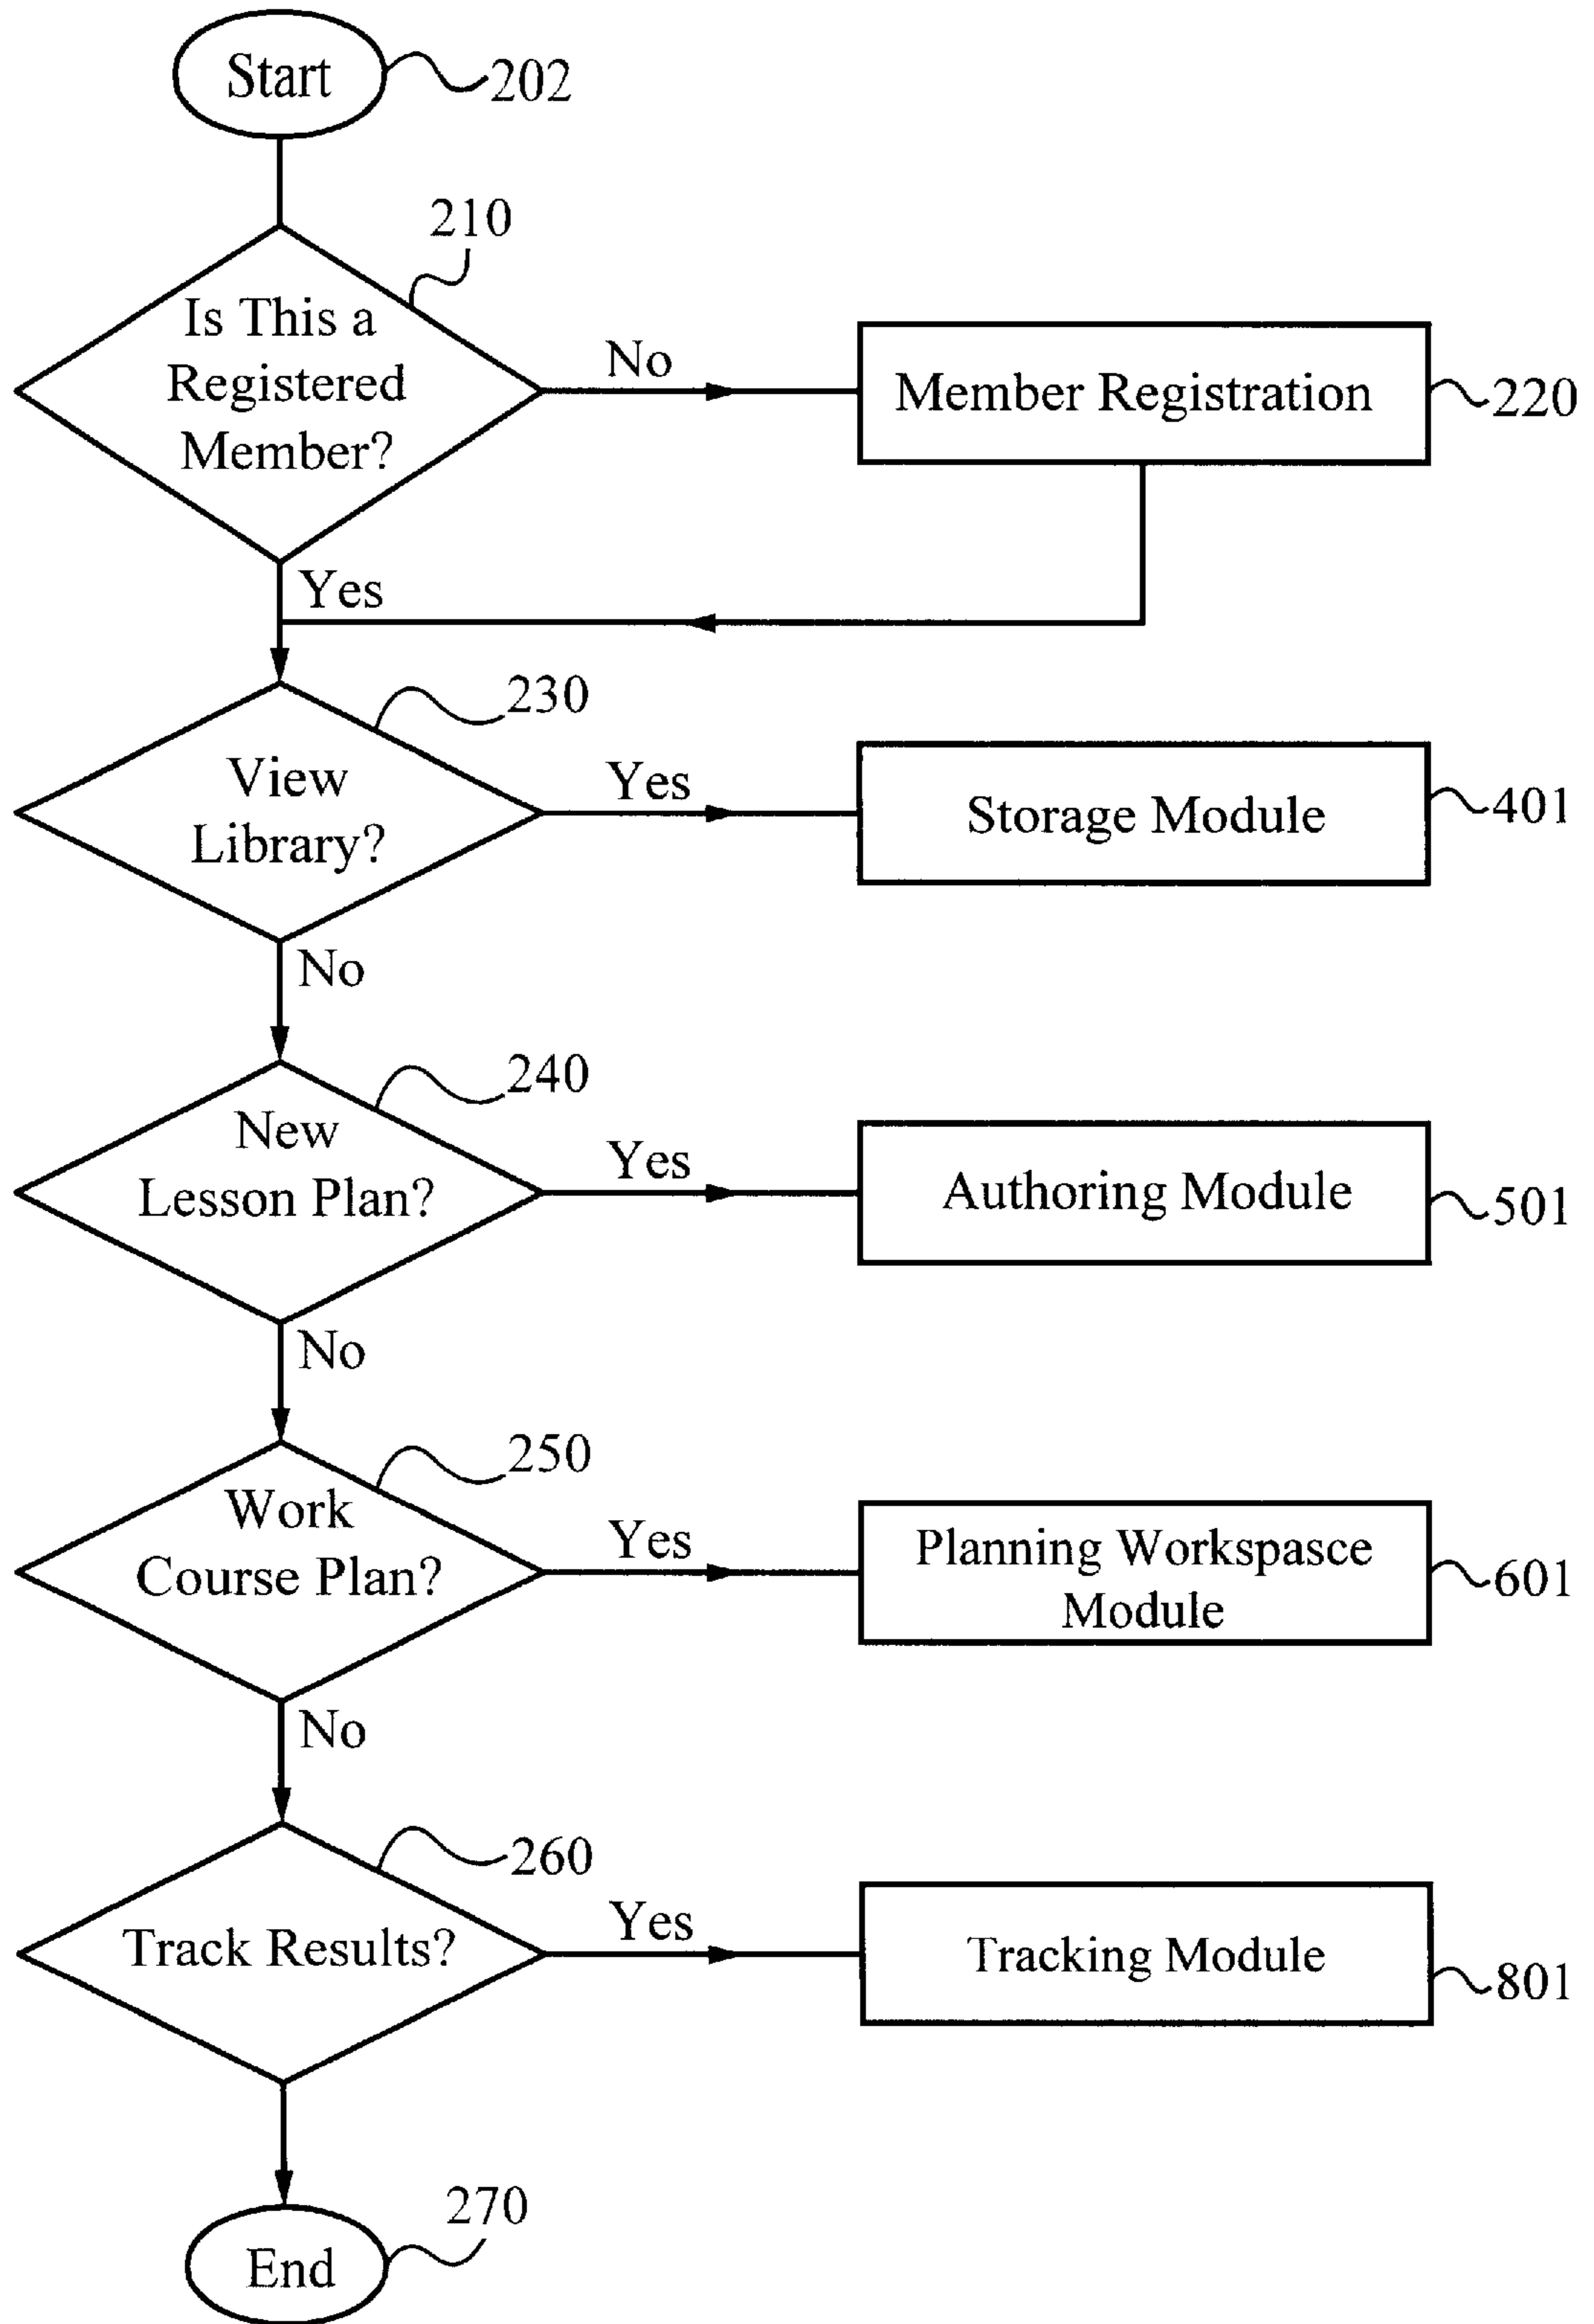 Start
202
210
Is This a
Registered
Member?
No
Member Registration
220
Yes
230
View
Library?
Yes
Storage Module
401
No
240
New
Lesson Plan?
Yes
Authoring Module
501
No
250
Work
Course Plan?
Yes
Planning Workspasce
Module
601
No
260
Track Results?
Yes
Tracking Module
801
270
End